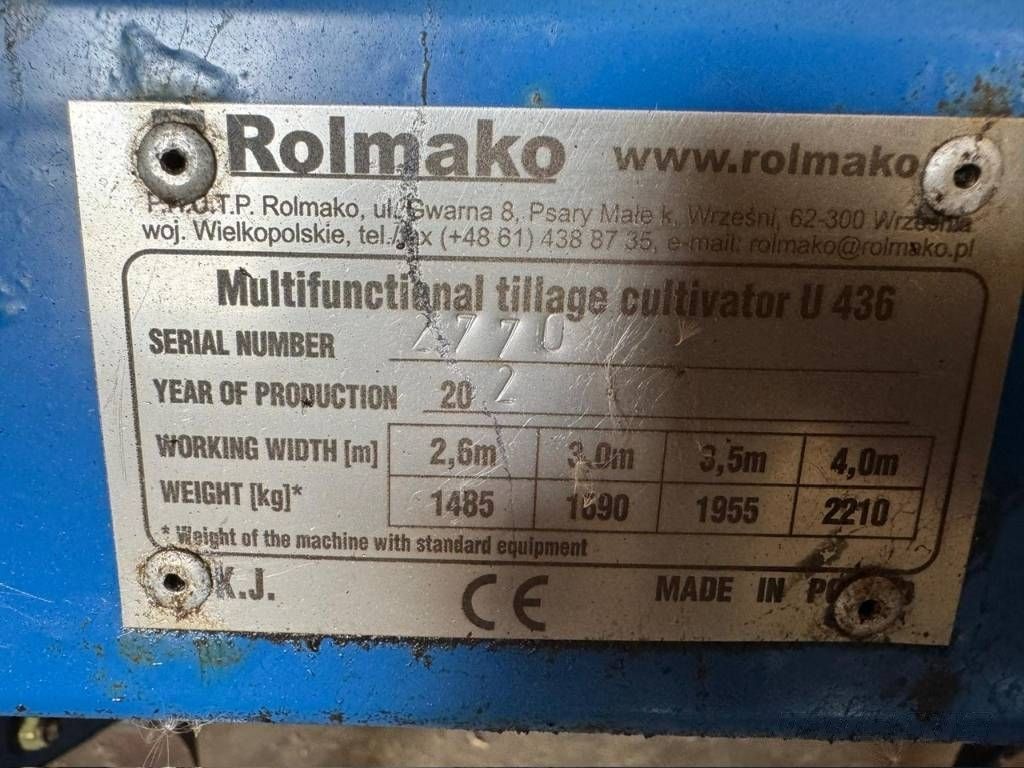 Rolmako www.rolmako.
Rolmako, ul. Gwarna 8, Psary Małe k. Wrześni, 62-300 Września
woj. Wielkopolskie, tel./fax (+48 61) 438 87 35, e-mail: rolmako@rolmako.pl
Multifunctional tillage cultivator U 436
SERIAL NUMBER
YEAR OF PRODUCTION 20 2
WORKING WIDTH [m] 2,6m 3,0m 3,5m 4,0m
WEIGHT [kg]* 1485 1690 1955 2210
* Weight of the machine with standard equipment
K.J. CE MADE IN